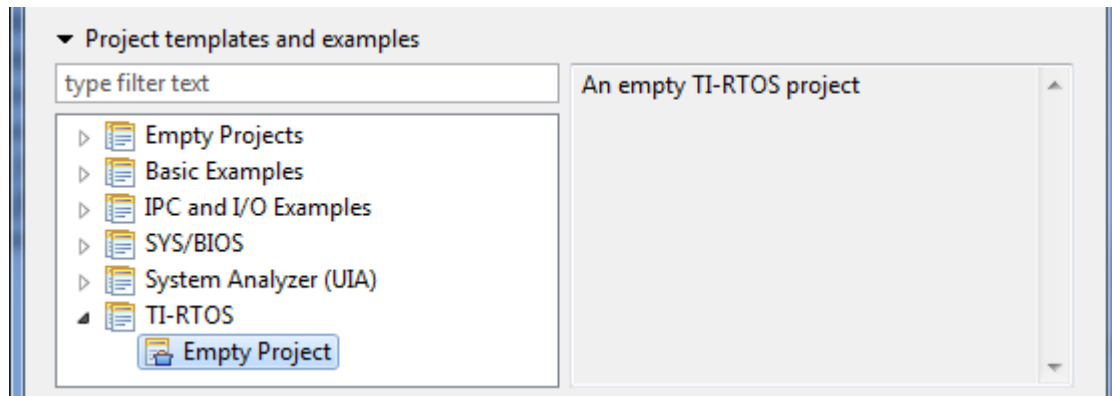 Project templates and examples
type filter text
An empty TI-RTOS project
Empty Projects
Basic Examples
IPC and I/O Examples
SYS/BIOS
System Analyzer (UIA)
TI-RTOS
Empty Project